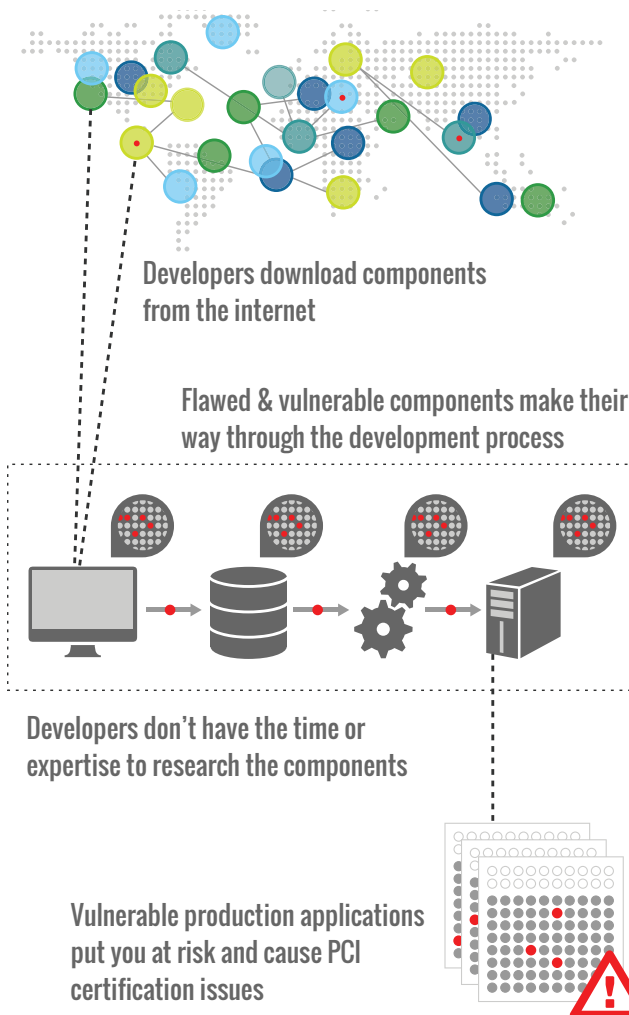 Developers download components
from the internet
Flawed & vulnerable components make their
way through the development process
Developers don’t have the time or
expertise to research the components
Vulnerable production applications
put you at risk and cause PCI
certification issues
!